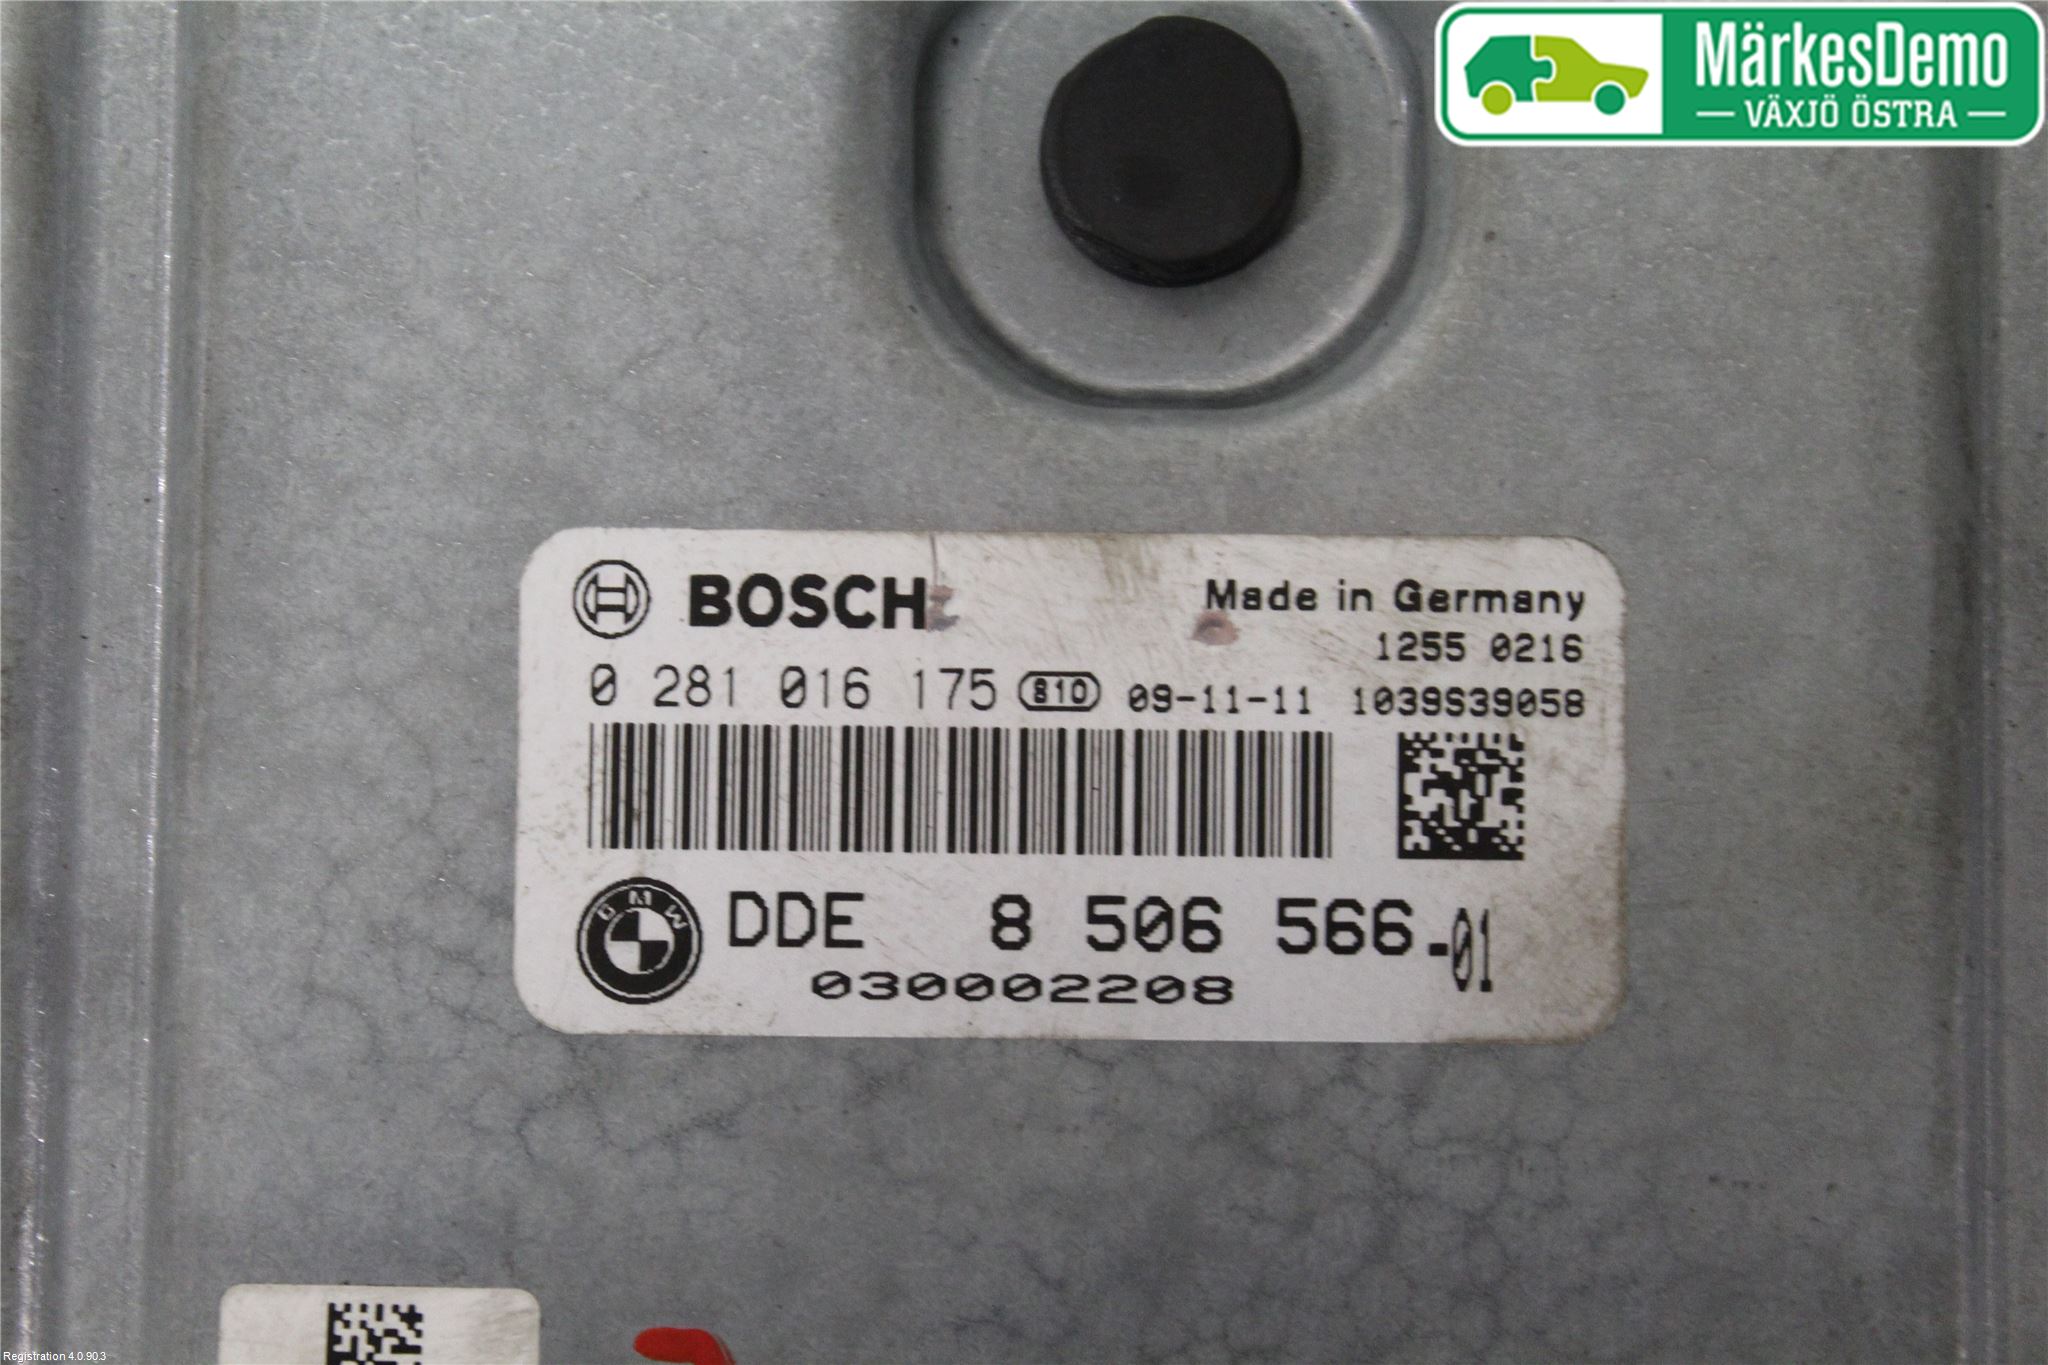 MärkesDemo
— VÄXJÖ ÖSTRA —
BOSCH
Made in Germany
1255 0216
0 281 016 175 810 09-11-11 1039S39058
BMW DDE 8 506 566-01
030002208
Registration 4.0.90.3